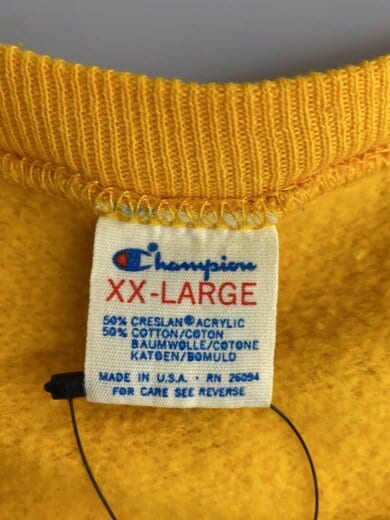 Champion
XX-LARGE
50% CRESLAN® ACRYLIC
50% COTTON/COTON
BAUMWOLLE/COTONE
KATOEN/BOMULD
MADE IN U.S.A. • RN 26094
FOR CARE SEE REVERSE